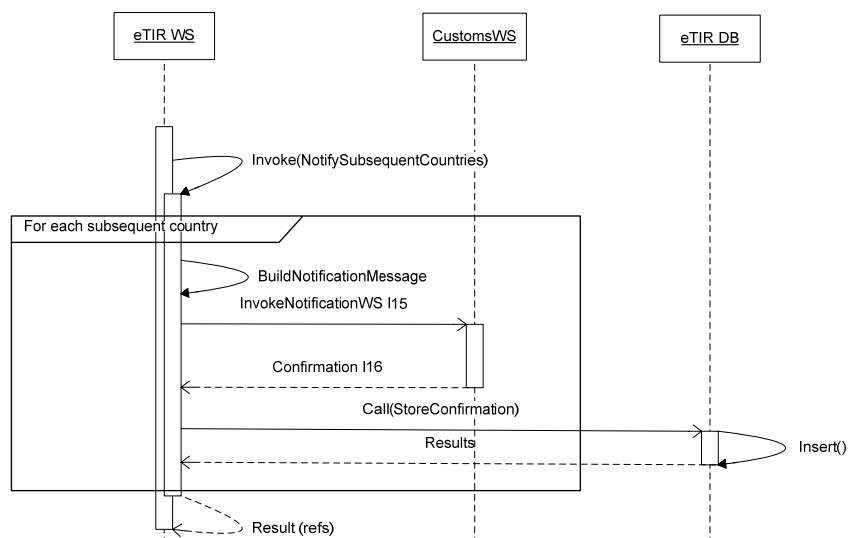 eTIR WS
CustomsWS
eTIR DB
Invoke(NotifySubsequentCountries)
For each subsequent country
BuildNotificationMessage
InvokeNotificationWS I15
Confirmation I16
Call(StoreConfirmation)
Results
Insert()
Result (refs)